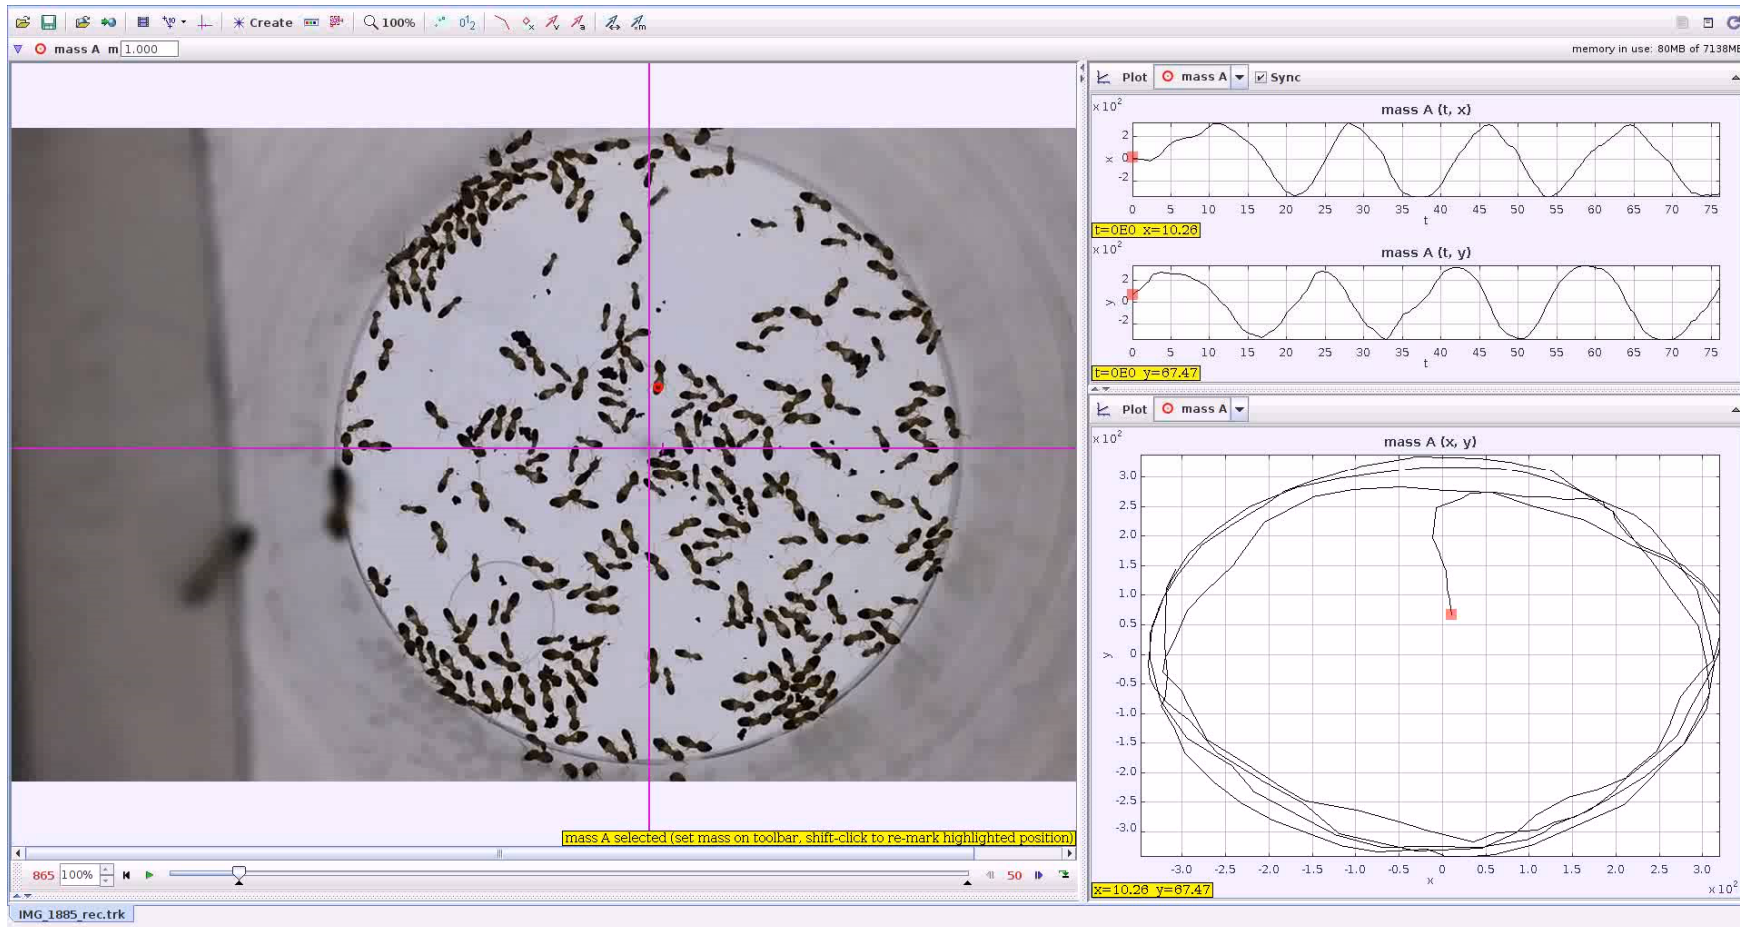 Create 100%
mass A m 1.000 memory in use: 80MB of 7138MB
Plot mass A Sync
mass A (t, x)
×10²
2
0
-2
x
0 5 10 15 20 25 30 35 40 45 50 55 60 65 70 75
t
t=0E0 x=10.26
mass A (t, y)
×10²
2
0
-2
y
0 5 10 15 20 25 30 35 40 45 50 55 60 65 70 75
t
t=0E0 y=67.47
Plot mass A
mass A (x, y)
×10²
3.0
2.5
2.0
1.5
1.0
0.5
0
-0.5
-1.0
-1.5
-2.0
-2.5
-3.0
y
-3.0 -2.5 -2.0 -1.5 -1.0 -0.5 -0 0.5 1.0 1.5 2.0 2.5 3.0
x
×10²
x=10.26 y=67.47
mass A selected (set mass on toolbar, shift-click to re-mark highlighted position)
865 100% 50
IMG_1885_rec.trk